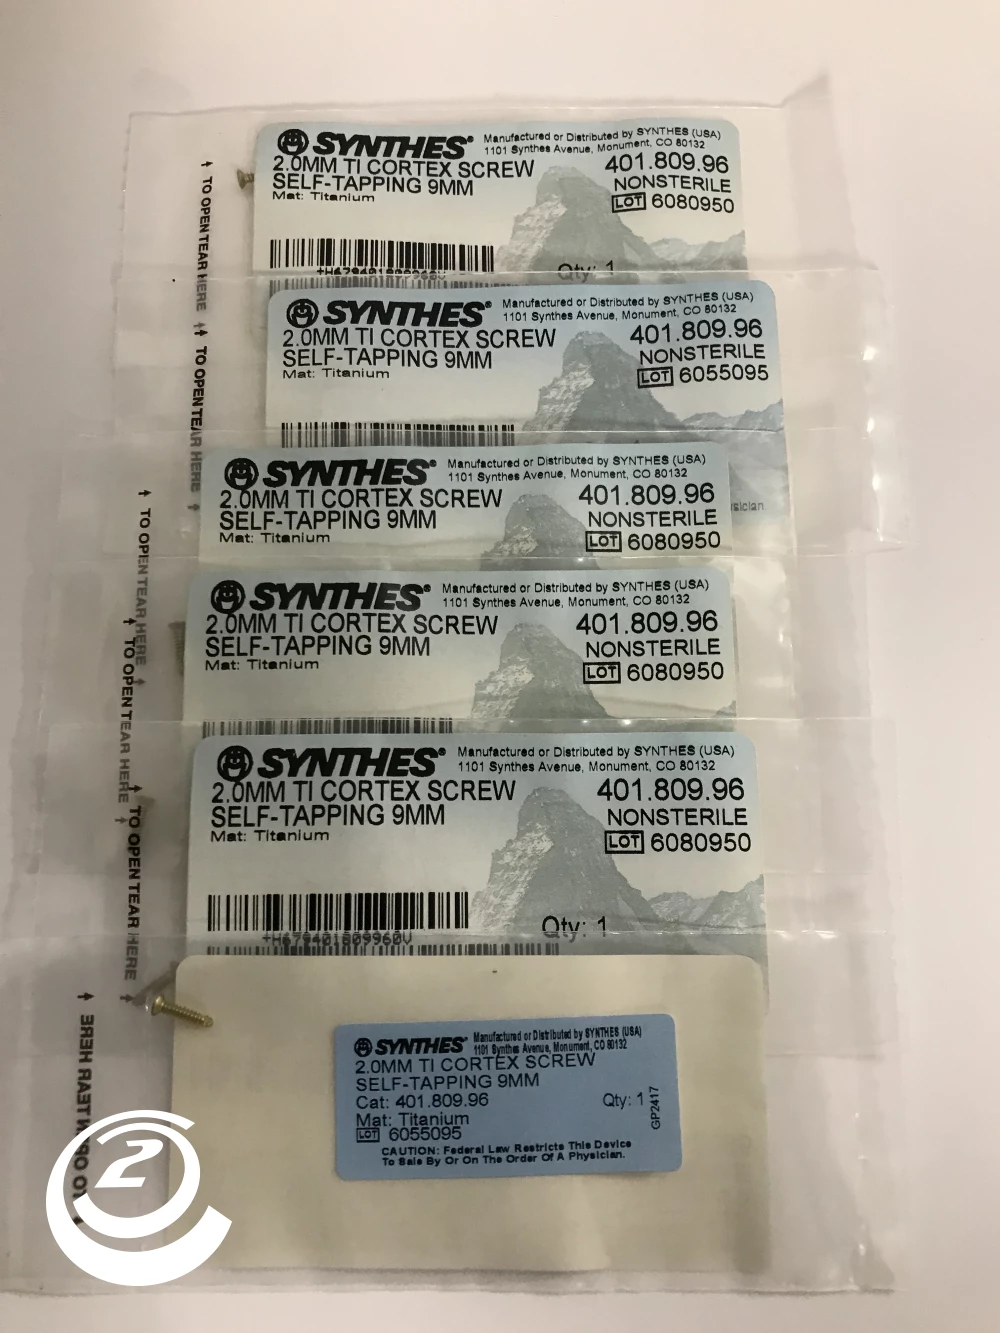 SYNTHES® Manufactured or Distributed by SYNTHES (USA)
1101 Synthes Avenue, Monument, CO 80132
2.0MM TI CORTEX SCREW 401.809.96
SELF-TAPPING 9MM NONSTERILE
Mat: Titanium LOT 6080950
+H679401809960V Qty: 1
SYNTHES® Manufactured or Distributed by SYNTHES (USA)
1101 Synthes Avenue, Monument, CO 80132
2.0MM TI CORTEX SCREW 401.809.96
SELF-TAPPING 9MM NONSTERILE
Mat: Titanium LOT 6055095
SYNTHES® Manufactured or Distributed by SYNTHES (USA)
1101 Synthes Avenue, Monument, CO 80132
2.0MM TI CORTEX SCREW 401.809.96
SELF-TAPPING 9MM NONSTERILE
Mat: Titanium LOT 6080950
SYNTHES® Manufactured or Distributed by SYNTHES (USA)
1101 Synthes Avenue, Monument, CO 80132
2.0MM TI CORTEX SCREW 401.809.96
SELF-TAPPING 9MM NONSTERILE
Mat: Titanium LOT 6080950
SYNTHES® Manufactured or Distributed by SYNTHES (USA)
1101 Synthes Avenue, Monument, CO 80132
2.0MM TI CORTEX SCREW 401.809.96
SELF-TAPPING 9MM NONSTERILE
Mat: Titanium LOT 6080950
+H679401809960V Qty: 1
SYNTHES® Manufactured or Distributed by SYNTHES (USA)
1101 Synthes Avenue, Monument, CO 80132
2.0MM TI CORTEX SCREW
SELF-TAPPING 9MM
Cat: 401.809.96 Qty: 1
Mat: Titanium
LOT 6055095
GP2417
CAUTION: Federal Law Restricts This Device
To Sale By Or On The Order Of A Physician.
TO OPEN TEAR HERE
TO OPEN TEAR HERE
TO OPEN TEAR HERE
TO OPEN TEAR HERE
TO OPEN TEAR HERE
TO OPEN TEAR HERE
2